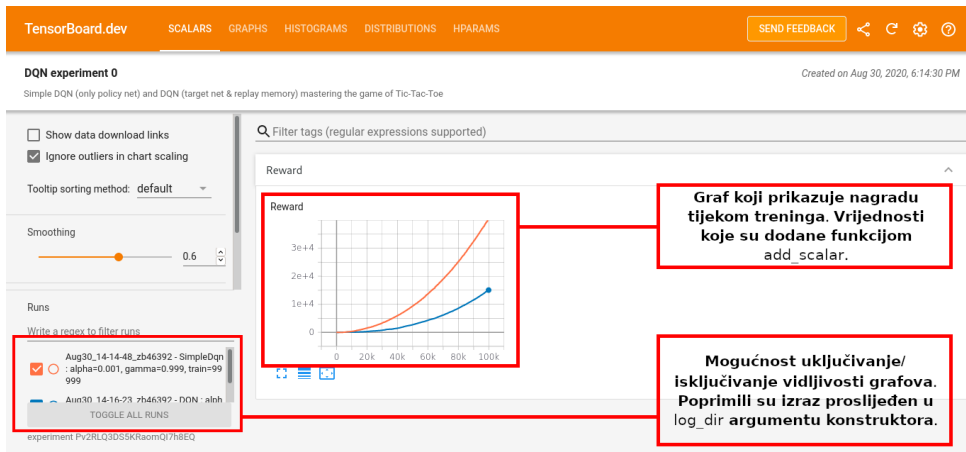 TensorBoard.dev SCALARS GRAPHS HISTOGRAMS DISTRIBUTIONS HPARAMS SEND FEEDBACK
DQN experiment 0
Created on Aug 30, 2020, 6:14:30 PM
Simple DQN (only policy net) and DQN (target net & replay memory) mastering the game of Tic-Tac-Toe
Show data download links
Ignore outliers in chart scaling
Tooltip sorting method: default
Smoothing
0.6
Runs
Write a regex to filter runs
Aug30_14-14-48_zb46392 - SimpleDqn
: alpha=0.001, gamma=0.999, train=99
999
Aug30_14-16-23_zb46392 - DQN : alph
TOGGLE ALL RUNS
experiment Pv2RLQ3DS5KRaomQI7h8EQ
Filter tags (regular expressions supported)
Reward
Reward
3e+4
2e+4
1e+4
0
0 20k 40k 60k 80k 100k
Graf koji prikazuje nagradu
tijekom treninga. Vrijednosti
koje su dodane funkcijom
add_scalar.
Mogućnost uključivanje/
isključivanje vidljivosti grafova.
Poprimili su izraz proslijeđen u
log_dir argumentu konstruktora.